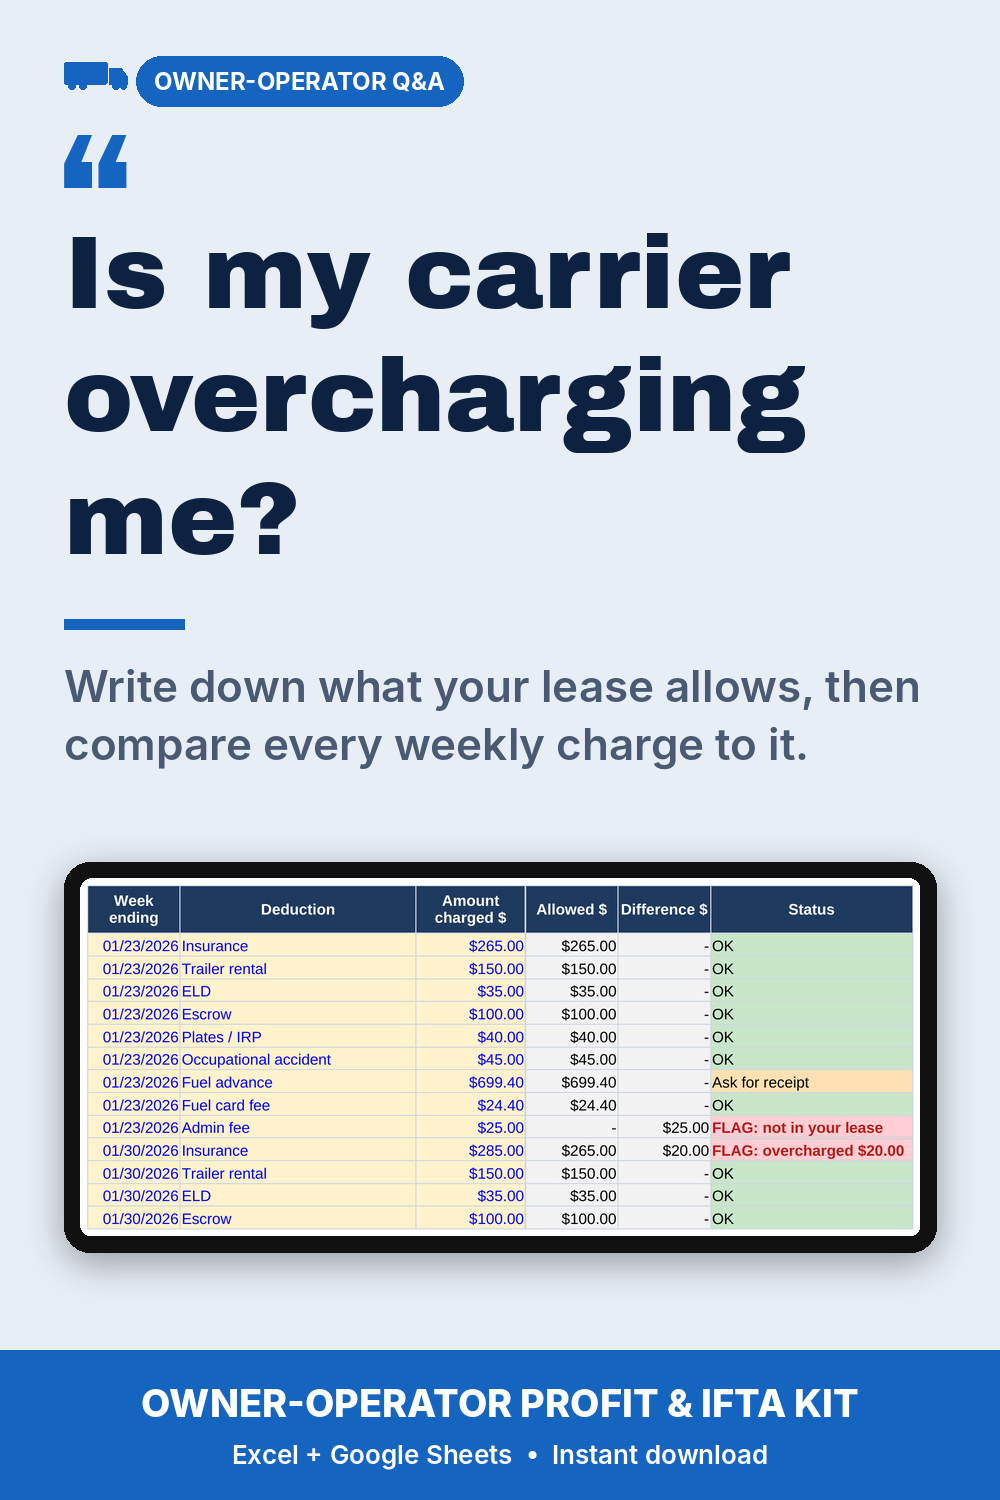 OWNER-OPERATOR Q&A
“
Is my carrier
overcharging
me?
Write down what your lease allows, then
compare every weekly charge to it.
Week ending Deduction Amount charged $ Allowed $ Difference $ Status
01/23/2026 Insurance $265.00 $265.00 - OK
01/23/2026 Trailer rental $150.00 $150.00 - OK
01/23/2026 ELD $35.00 $35.00 - OK
01/23/2026 Escrow $100.00 $100.00 - OK
01/23/2026 Plates / IRP $40.00 $40.00 - OK
01/23/2026 Occupational accident $45.00 $45.00 - OK
01/23/2026 Fuel advance $699.40 $699.40 - Ask for receipt
01/23/2026 Fuel card fee $24.40 $24.40 - OK
01/23/2026 Admin fee $25.00 - $25.00 FLAG: not in your lease
01/30/2026 Insurance $285.00 $265.00 $20.00 FLAG: overcharged $20.00
01/30/2026 Trailer rental $150.00 $150.00 - OK
01/30/2026 ELD $35.00 $35.00 - OK
01/30/2026 Escrow $100.00 $100.00 - OK
OWNER-OPERATOR PROFIT & IFTA KIT
Excel + Google Sheets • Instant download